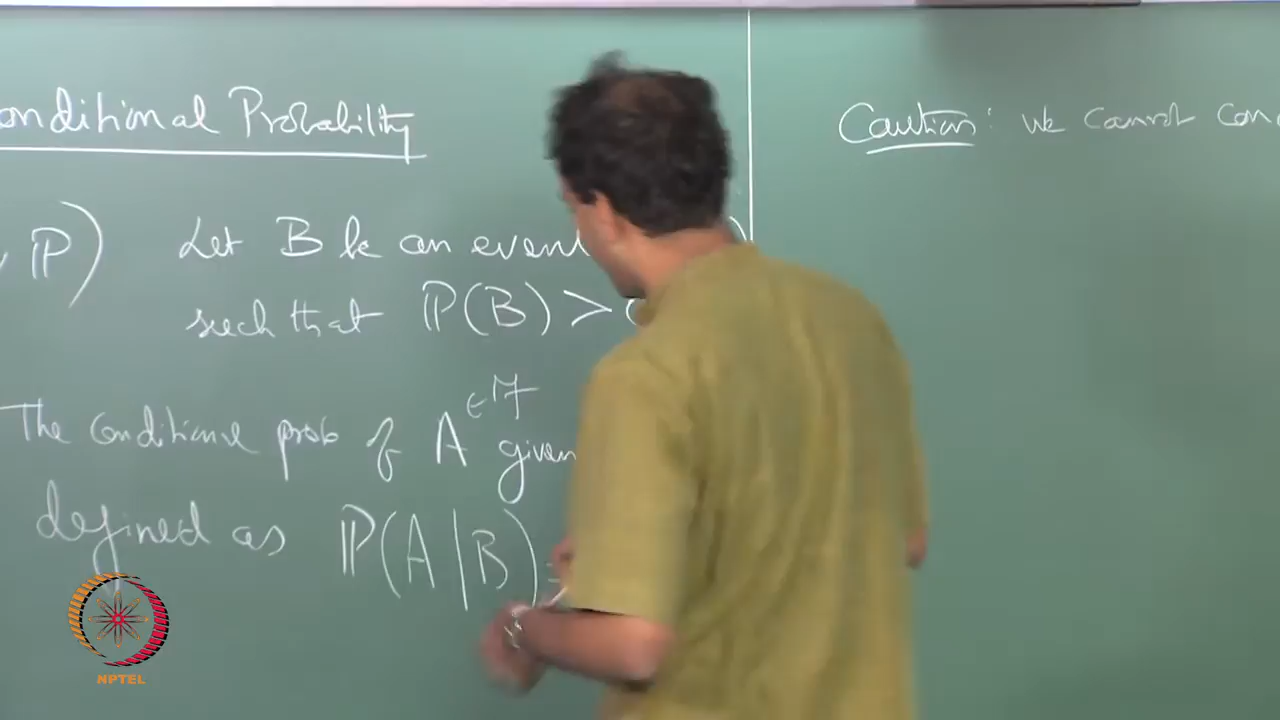 onditional Probability
, ℙ) Let B be an event
such that ℙ(B) > 0
The conditional prob of A ∈ ℱ given
defined as ℙ(A|B) =
Caution: we cannot con
NPTEL